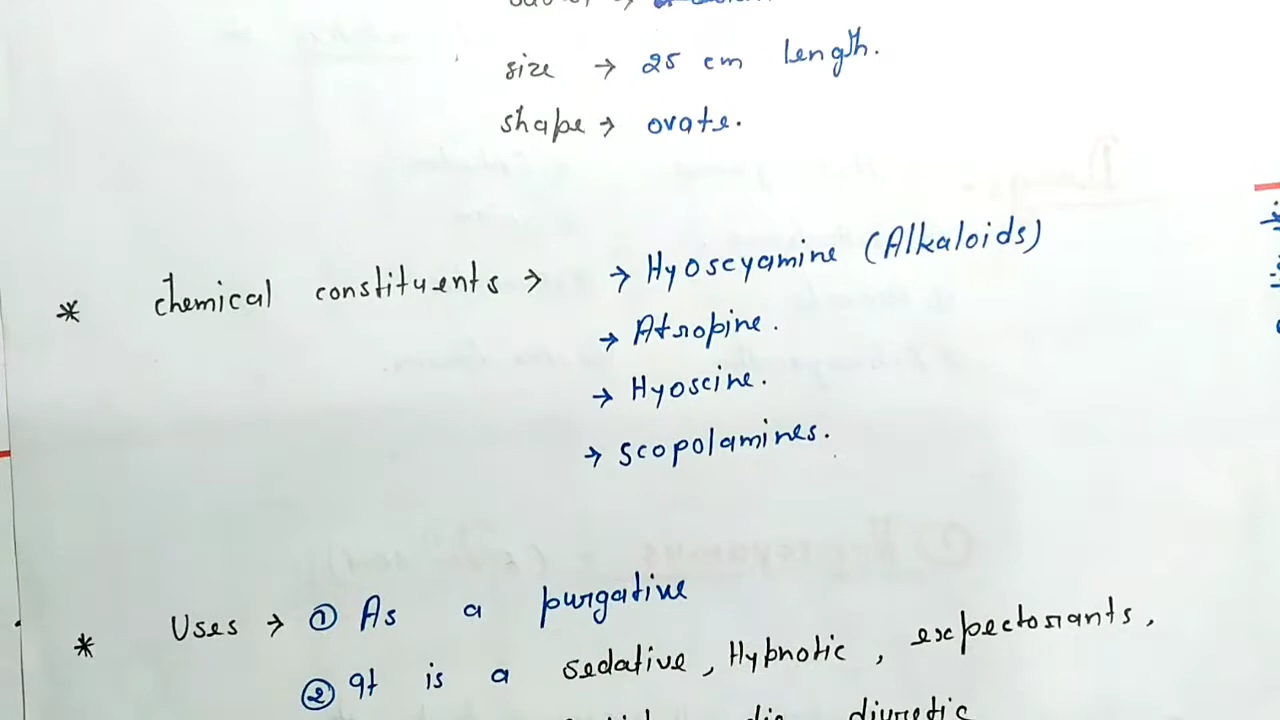 size → 25 cm length.
shape → ovate.
* chemical constituents → → Hyoscyamine (Alkaloids)
→ Atropine.
→ Hyoscine.
→ scopolamines.
* Uses → ① As a purgative
② It is a sedative, Hypnotic, expectorants,
diuretic